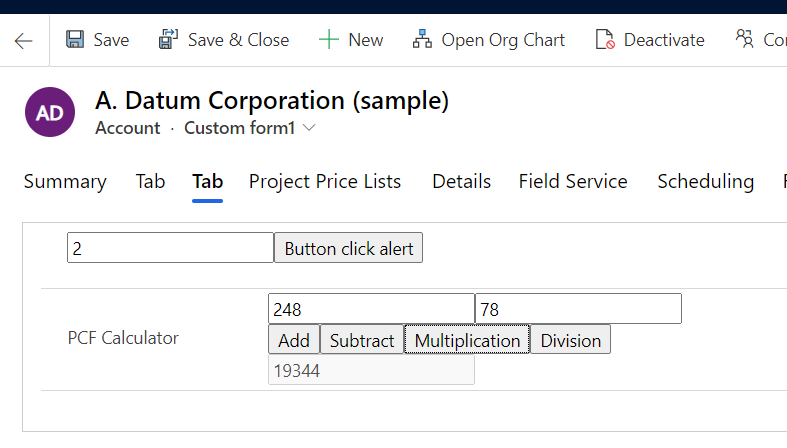 Save Save & Close New Open Org Chart Deactivate Co
AD
A. Datum Corporation (sample)
Account · Custom form1
Summary Tab Tab Project Price Lists Details Field Service Scheduling
2 Button click alert
248 78
PCF Calculator
Add Subtract Multiplication Division
19344